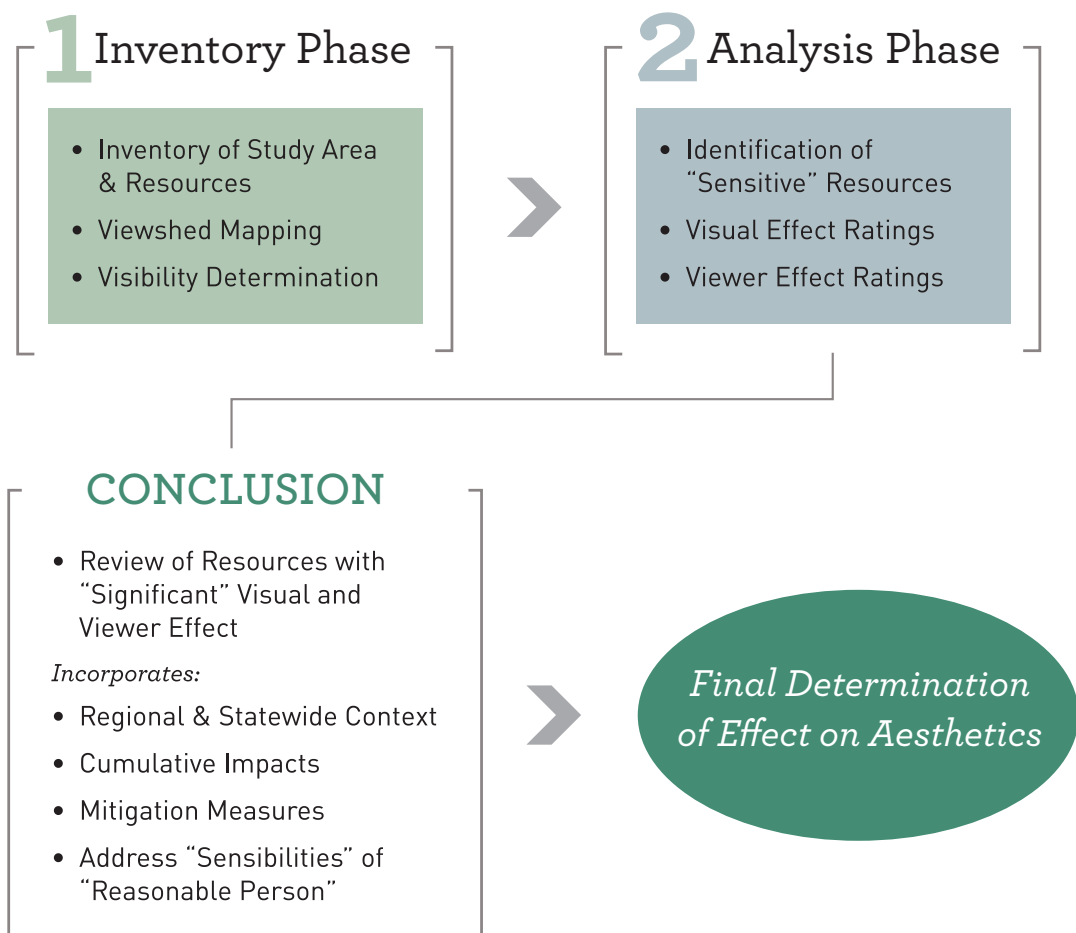 1 Inventory Phase
• Inventory of Study Area
& Resources
• Viewshed Mapping
• Visibility Determination
2 Analysis Phase
• Identification of
“Sensitive” Resources
• Visual Effect Ratings
• Viewer Effect Ratings
CONCLUSION
• Review of Resources with
“Significant” Visual and
Viewer Effect
Incorporates:
• Regional & Statewide Context
• Cumulative Impacts
• Mitigation Measures
• Address “Sensibilities” of
“Reasonable Person”
Final Determination
of Effect on Aesthetics